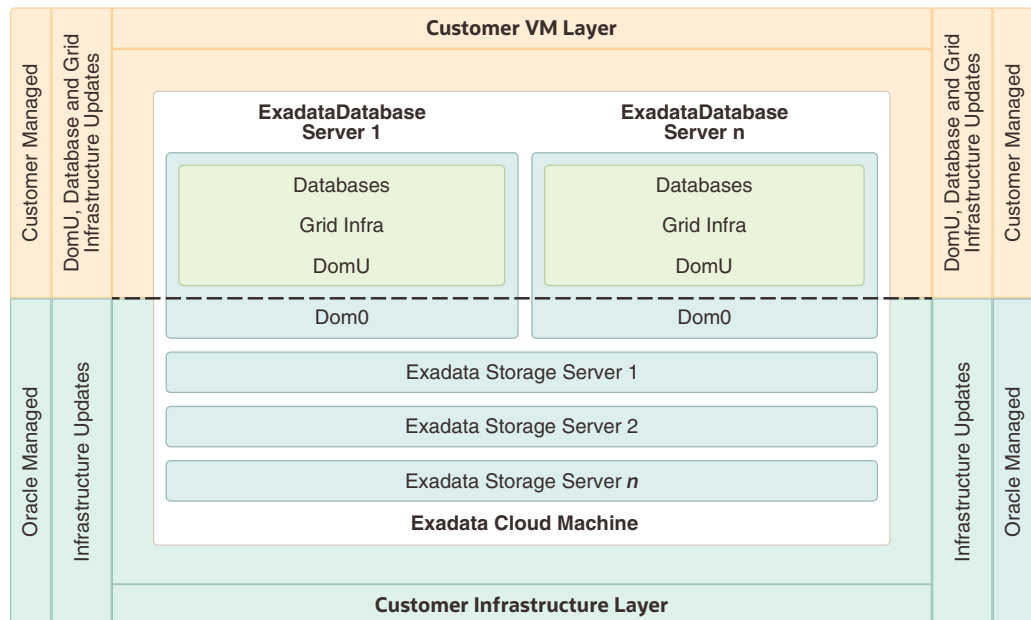 Customer VM Layer
Customer Managed
DomU, Database and Grid
Infrastructure Updates
ExadataDatabase
Server 1
Databases
Grid Infra
DomU
Dom0
ExadataDatabase
Server n
Databases
Grid Infra
DomU
Dom0
DomU, Database and Grid
Infrastructure Updates
Customer Managed
Oracle Managed
Infrastructure Updates
Exadata Storage Server 1
Exadata Storage Server 2
Exadata Storage Server n
Exadata Cloud Machine
Infrastructure Updates
Oracle Managed
Customer Infrastructure Layer